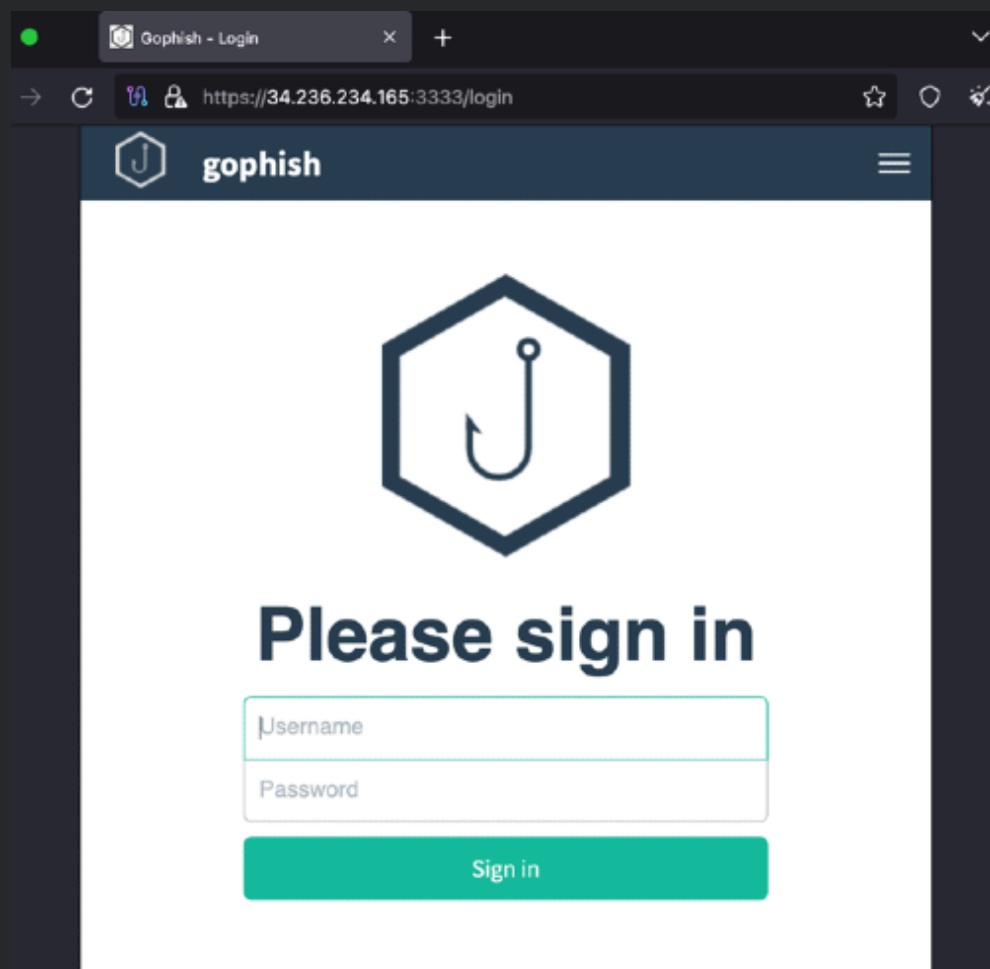 Gophish - Login
https://34.236.234.165:3333/login
gophish
Please sign in
Username
Password
Sign in